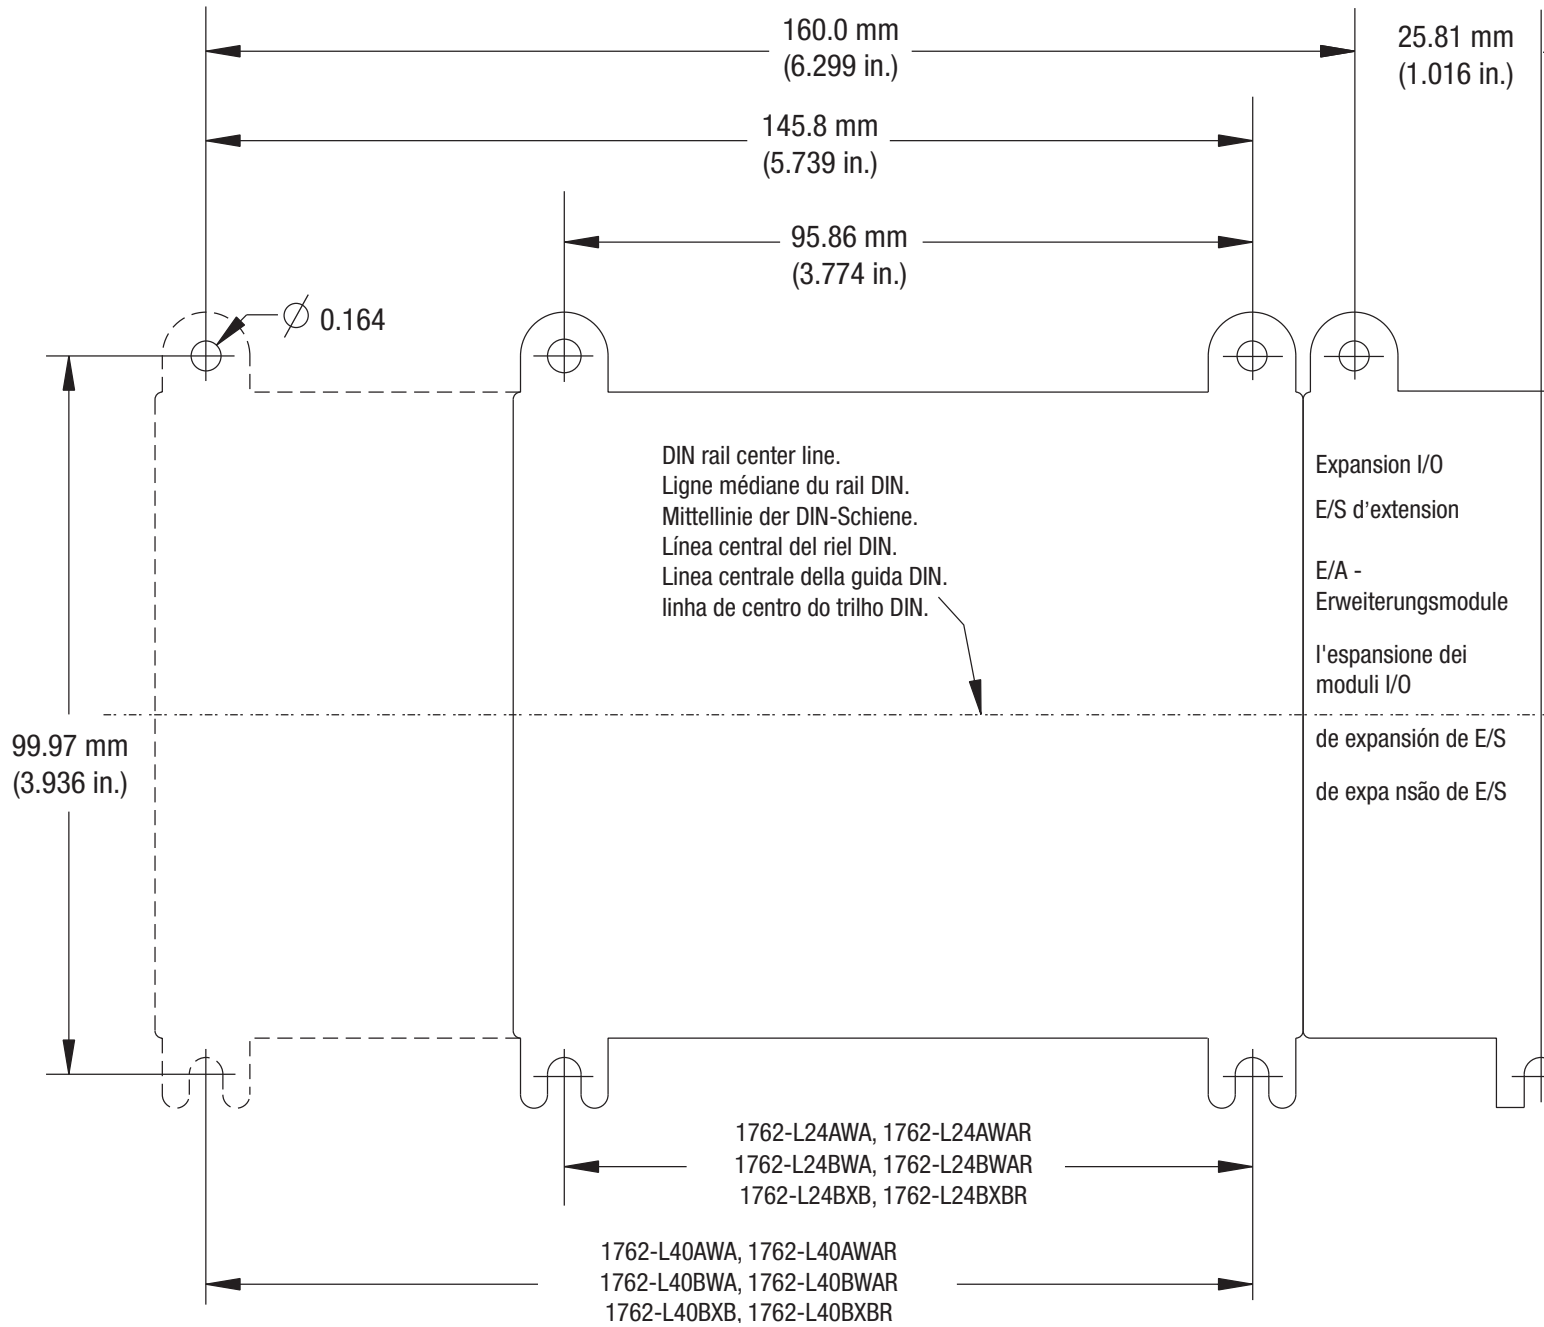 160.0 mm
(6.299 in.)
25.81 mm
(1.016 in.)
145.8 mm
(5.739 in.)
95.86 mm
(3.774 in.)
0.164
DIN rail center line.
Ligne médiane du rail DIN.
Mittellinie der DIN-Schiene.
Línea central del riel DIN.
Linea centrale della guida DIN.
linha de centro do trilho DIN.
Expansion I/O
E/S d'extension
E/A -
Erweiterungsmodule
l'espansione dei
moduli I/O
de expansión de E/S
de expa nsão de E/S
99.97 mm
(3.936 in.)
1762-L24AWA, 1762-L24AWAR
1762-L24BWA, 1762-L24BWAR
1762-L24BXB, 1762-L24BXBR
1762-L40AWA, 1762-L40AWAR
1762-L40BWA, 1762-L40BWAR
1762-L40BXB, 1762-L40BXBR